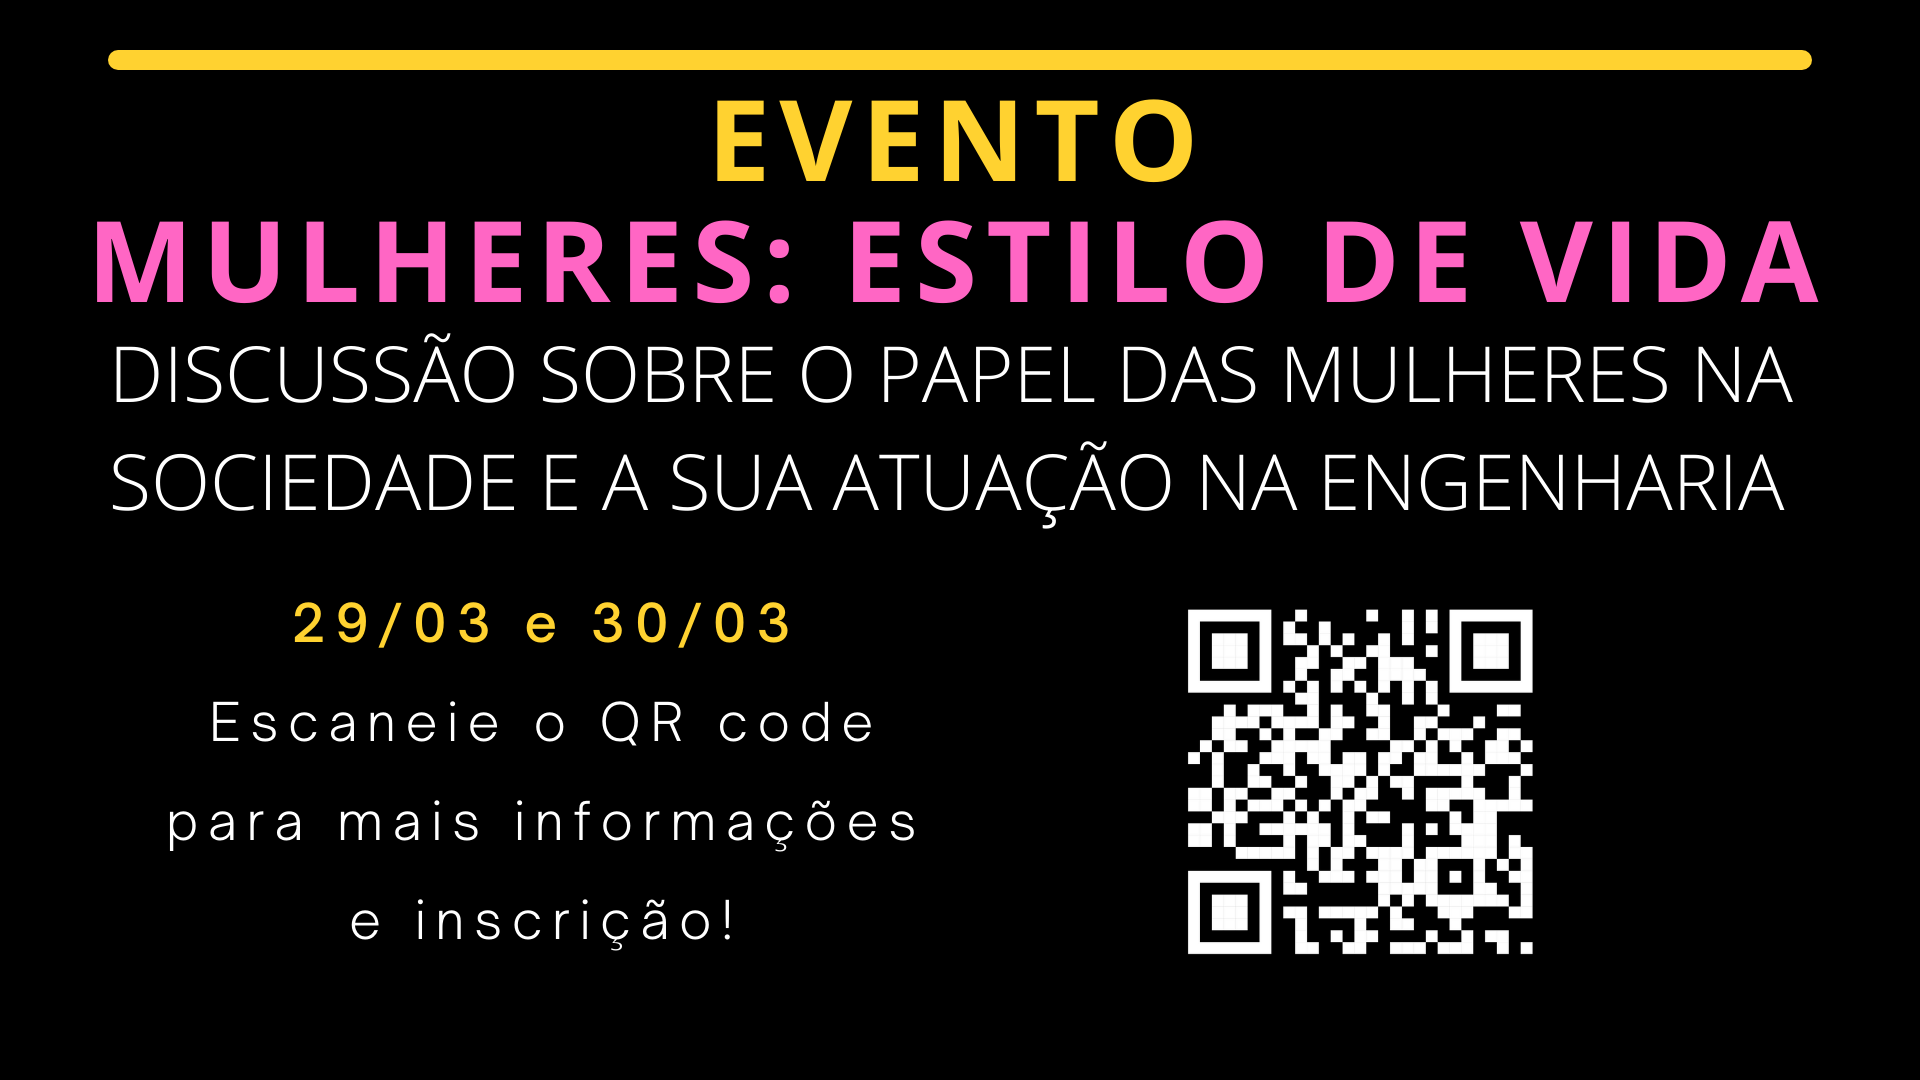 EVENTO
MULHERES: ESTILO DE VIDA
DISCUSSÃO SOBRE O PAPEL DAS MULHERES NA
SOCIEDADE E A SUA ATUAÇÃO NA ENGENHARIA
29/03 e 30/03
Escaneie o QR code
para mais informações
e inscrição!